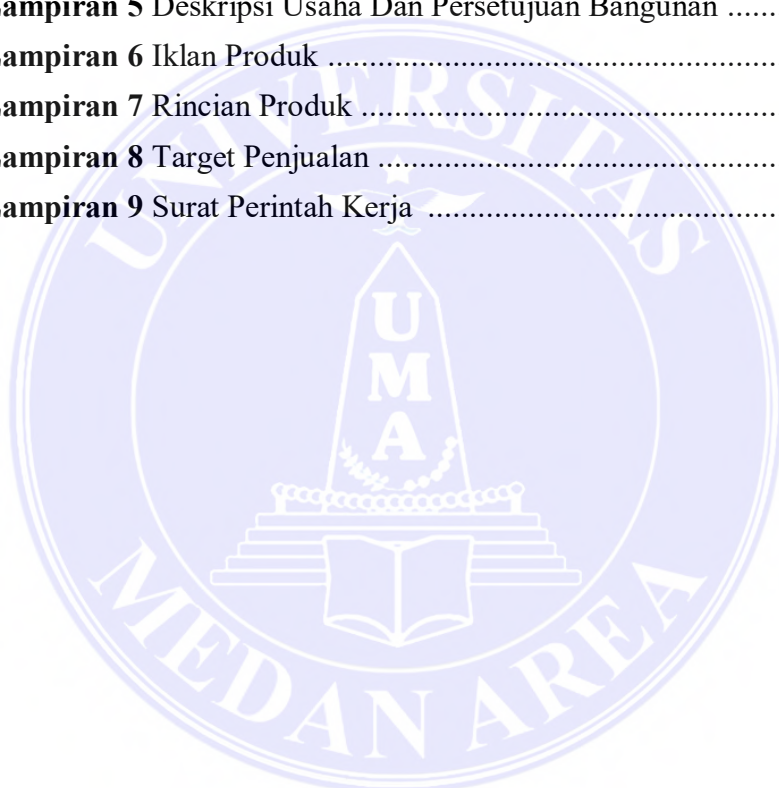 ampiran 5 Deskripsi Usaha Dan Persetujuan Bangunan ......
ampiran 6 Iklan Produk ......................................................
ampiran 7 Rincian Produk ..................................................
ampiran 8 Target Penjualan ................................................
ampiran 9 Surat Perintah Kerja ..........................................
UNIVERSITAS
UMA
MEDAN AREA